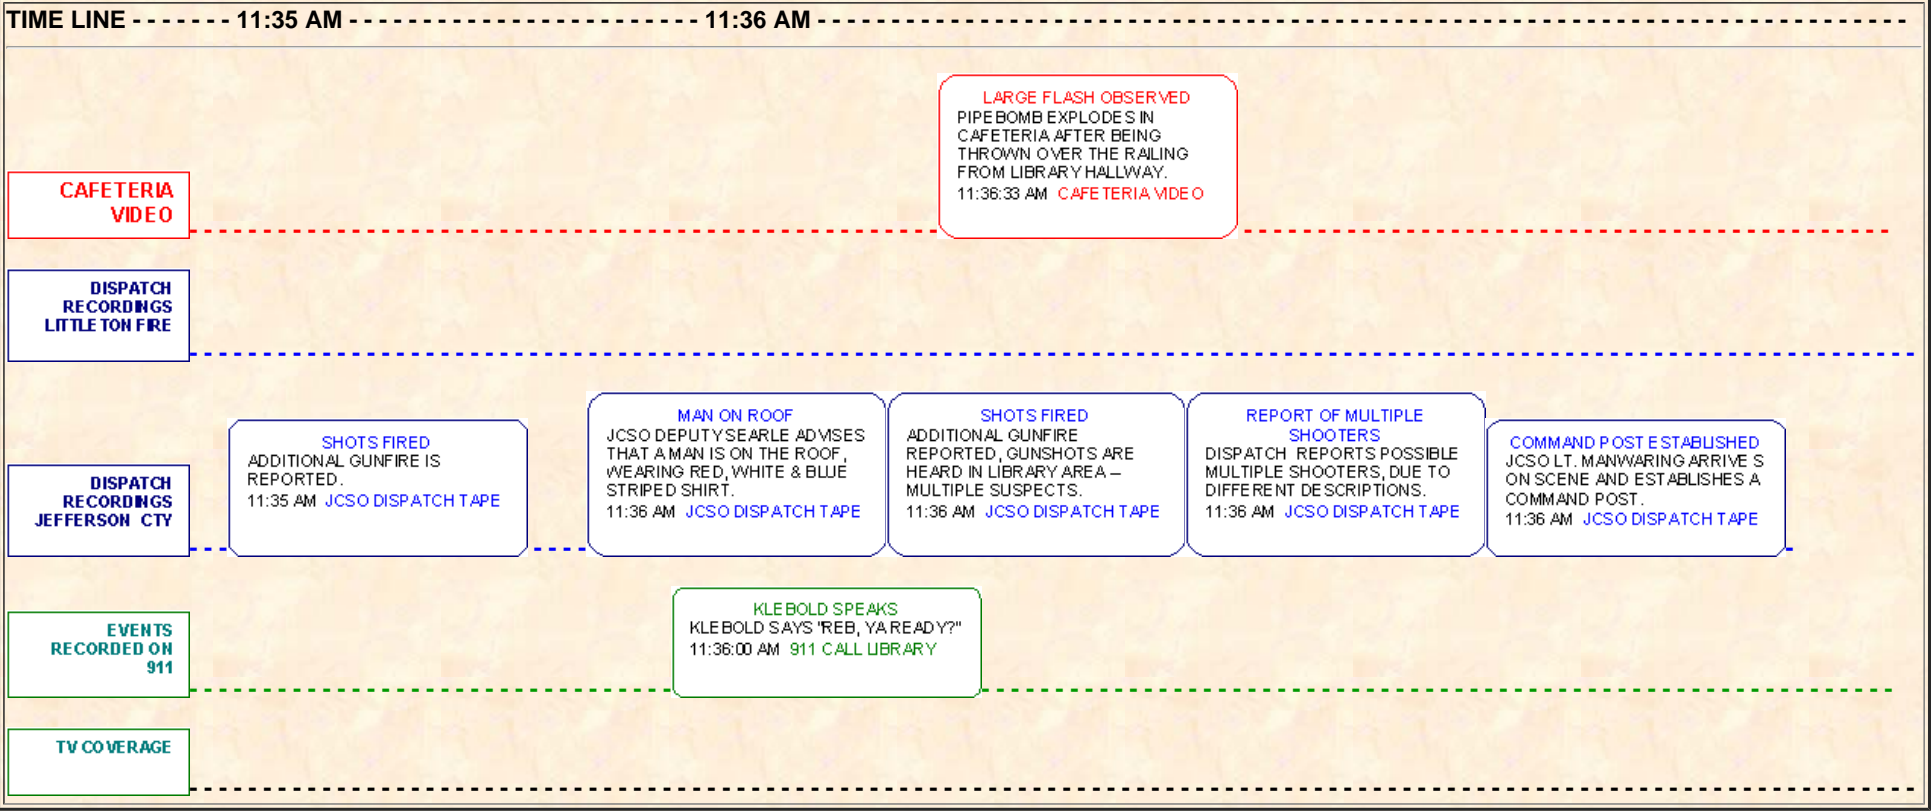 TIME LINE - - - - - - - 11:35 AM - - - - - - - - - - - - - - - - - - - - - - - 11:36 AM - - - - - - - - - - - - - - - - - - - - - - - - - - - - - - - - - - - - - - - - - - - - - - - - - - - - - - - - - - - - - - - - - - - - - - - -
LARGE FLASH OBSERVED
PIPE BOMB EXPLODES IN
CAFETERIA AFTER BEING
THROWN OVER THE RAILING
FROM LIBRARY HALLWAY.
11:36:33 AM CAFETERIA VIDEO
CAFETERIA
VIDEO
DISPATCH
RECORDINGS
LITTLETON FIRE
DISPATCH
RECORDINGS
JEFFERSON CTY
SHOTS FIRED
ADDITIONAL GUNFIRE IS
REPORTED.
11:35 AM JCSO DISPATCH TAPE
MAN ON ROOF
JCSO DEPUTY SEARLE ADVISES
THAT A MAN IS ON THE ROOF,
WEARING RED, WHITE & BLUE
STRIPED SHIRT.
11:36 AM JCSO DISPATCH TAPE
SHOTS FIRED
ADDITIONAL GUNFIRE
REPORTED, GUNSHOTS ARE
HEARD IN LIBRARY AREA –
MULTIPLE SUSPECTS.
11:36 AM JCSO DISPATCH TAPE
REPORT OF MULTIPLE
SHOOTERS
DISPATCH REPORTS POSSIBLE
MULTIPLE SHOOTERS, DUE TO
DIFFERENT DESCRIPTIONS.
11:36 AM JCSO DISPATCH TAPE
COMMAND POST ESTABLISHED
JCSO LT. MANWARING ARRIVES
ON SCENE AND ESTABLISHES A
COMMAND POST.
11:36 AM JCSO DISPATCH TAPE
EVENTS
RECORDED ON
911
KLEBOLD SPEAKS
KLEBOLD SAYS "REB, YA READY?"
11:36:00 AM 911 CALL LIBRARY
TV COVERAGE